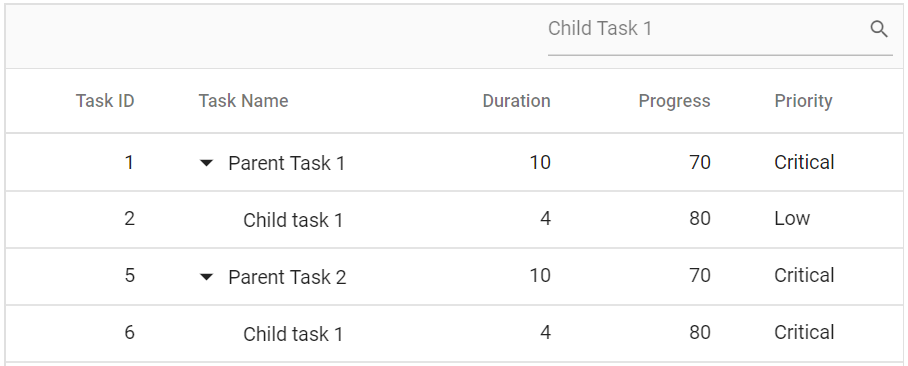 Child Task 1
Task ID Task Name Duration Progress Priority
1 Parent Task 1 10 70 Critical
2 Child task 1 4 80 Low
5 Parent Task 2 10 70 Critical
6 Child task 1 4 80 Critical